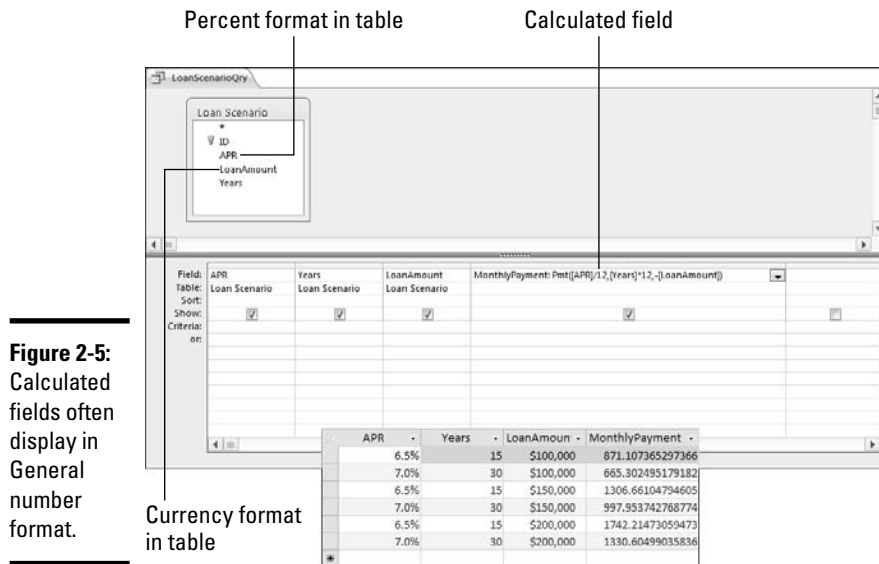 Percent format in table
Calculated field
LoanScenarioQry
Loan Scenario
*
ID
APR
LoanAmount
Years
Field: APR Years LoanAmount MonthlyPayment: Pmt([APR]/12,[Years]*12,-[LoanAmount])
Table: Loan Scenario Loan Scenario Loan Scenario
Sort:
Show:
Criteria:
or:
Figure 2-5:
Calculated
fields often
display in
General
number
format.
APR Years LoanAmoun MonthlyPayment
6.5% 15 $100,000 871.107365297366
7.0% 30 $100,000 665.302495179182
6.5% 15 $150,000 1306.66104794605
7.0% 30 $150,000 997.953742768774
6.5% 15 $200,000 1742.21473059473
7.0% 30 $200,000 1330.60499035836
*
Currency format
in table